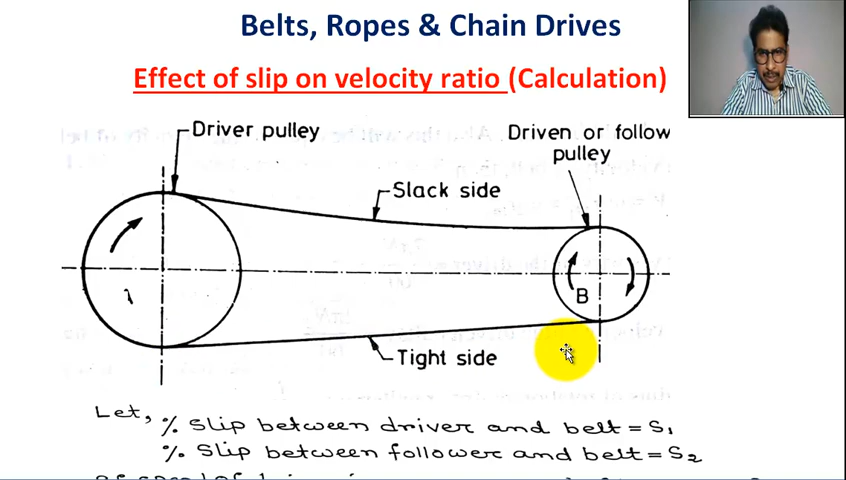 Belts, Ropes & Chain Drives
Effect of slip on velocity ratio (Calculation)
Driver pulley
Driven or follow
pulley
Slack side
B
Tight side
Let, % slip between driver and belt = S₁
% slip between follower and belt = S₂